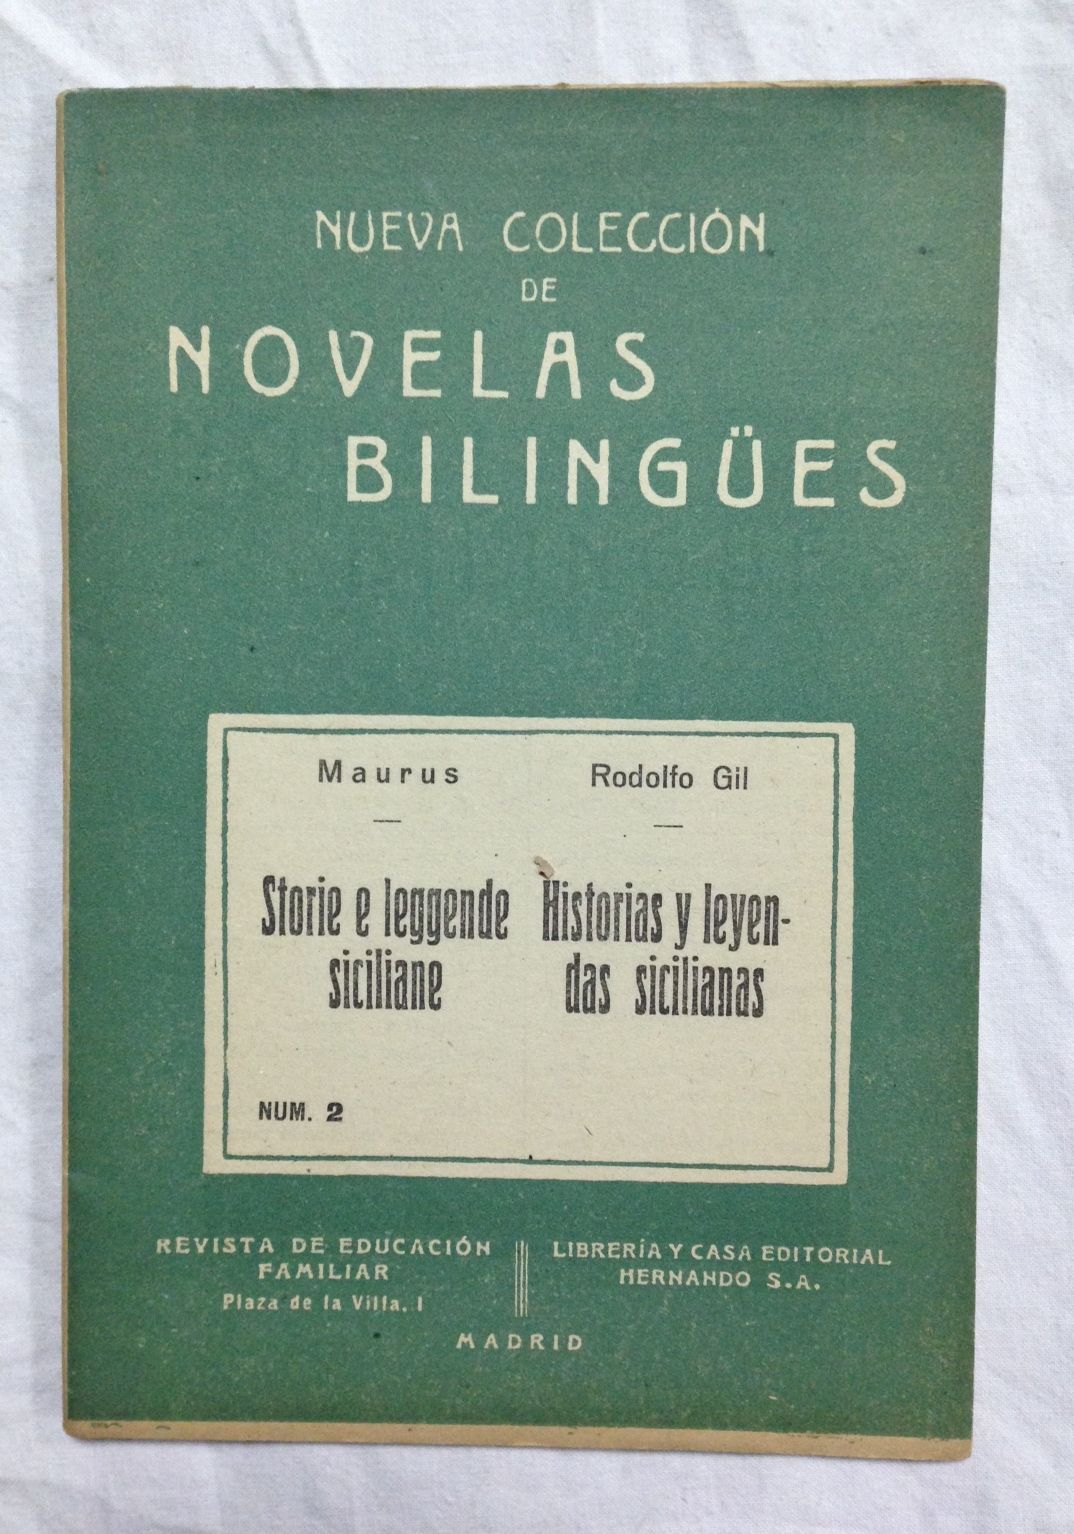 NUEVA COLECCIÓN
DE
NOVELAS
BILINGÜES
Maurus
—
Storie e leggende
siciliane
Rodolfo Gil
—
Historias y leyen-
das sicilianas
NUM. 2
REVISTA DE EDUCACIÓN
FAMILIAR
Plaza de la Villa, 1
LIBRERÍA Y CASA EDITORIAL
HERNANDO S.A.
MADRID